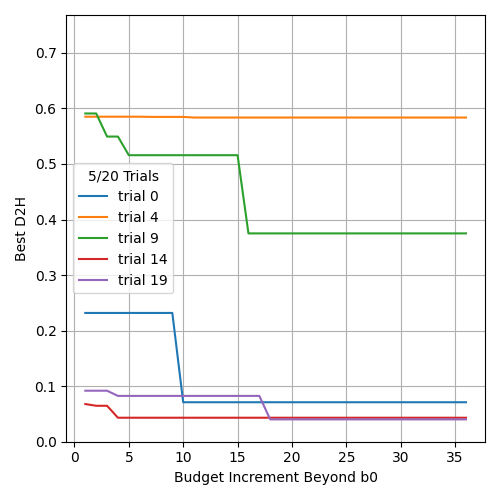 0.7
0.6
0.5
0.4
0.3
0.2
0.1
0.0
Best D2H
5/20 Trials
trial 0
trial 4
trial 9
trial 14
trial 19
0 5 10 15 20 25 30 35
Budget Increment Beyond b0